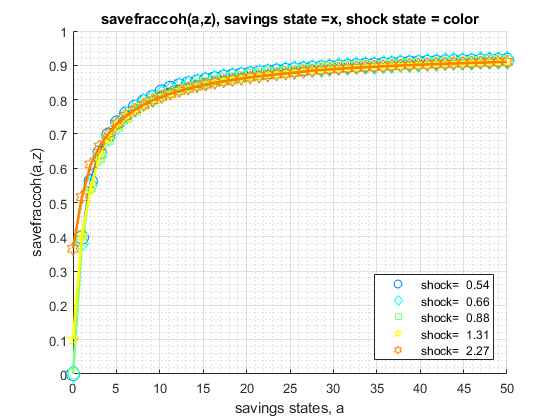 savefraccoh(a,z), savings state =x, shock state = color
savefraccoh(a,z)
1
0.9
0.8
0.7
0.6
0.5
0.4
0.3
0.2
0.1
0
0 5 10 15 20 25 30 35 40 45 50
savings states, a
shock= 0.54
shock= 0.66
shock= 0.88
shock= 1.31
shock= 2.27